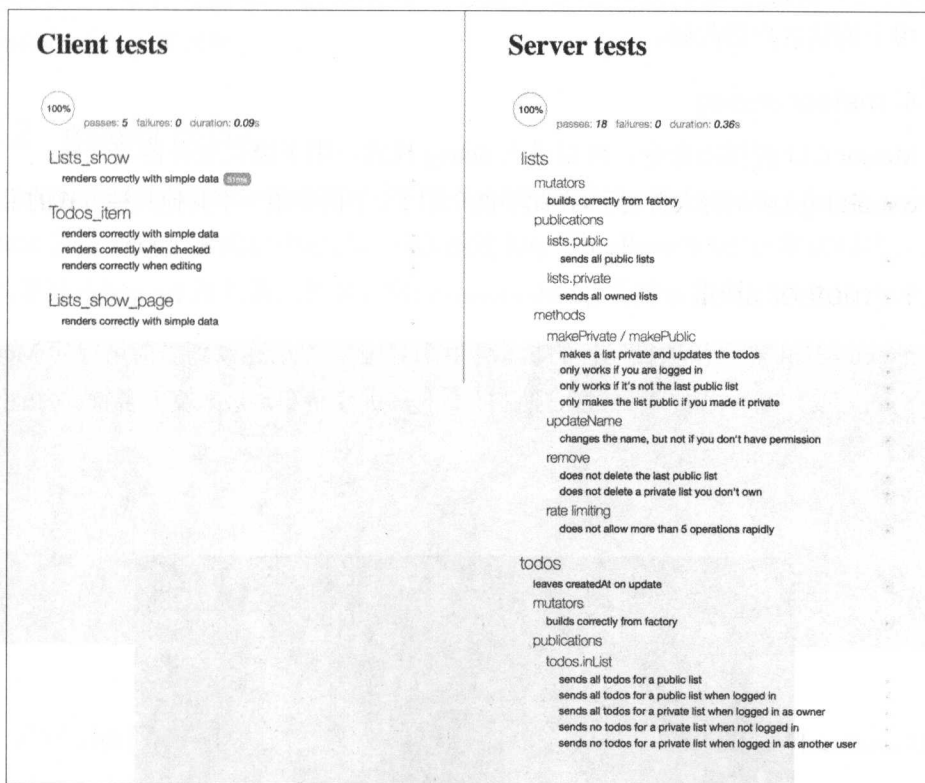 Client tests
100%
passes: 5 failures: 0 duration: 0.09s
Lists_show
renders correctly with simple data
Todos_item
renders correctly with simple data
renders correctly when checked
renders correctly when editing
Lists_show_page
renders correctly with simple data
Server tests
100%
passes: 18 failures: 0 duration: 0.36s
lists
mutators
builds correctly from factory
publications
lists.public
sends all public lists
lists.private
sends all owned lists
methods
makePrivate / makePublic
makes a list private and updates the todos
only works if you are logged in
only works if it's not the last public list
only makes the list public if you made it private
updateName
changes the name, but not if you don't have permission
remove
does not delete the last public list
does not delete a private list you don't own
rate limiting
does not allow more than 5 operations rapidly
todos
leaves createdAt on update
mutators
builds correctly from factory
publications
todos.inList
sends all todos for a public list
sends all todos for a public list when logged in
sends all todos for a private list when logged in as owner
sends no todos for a private list when not logged in
sends no todos for a private list when logged in as another user